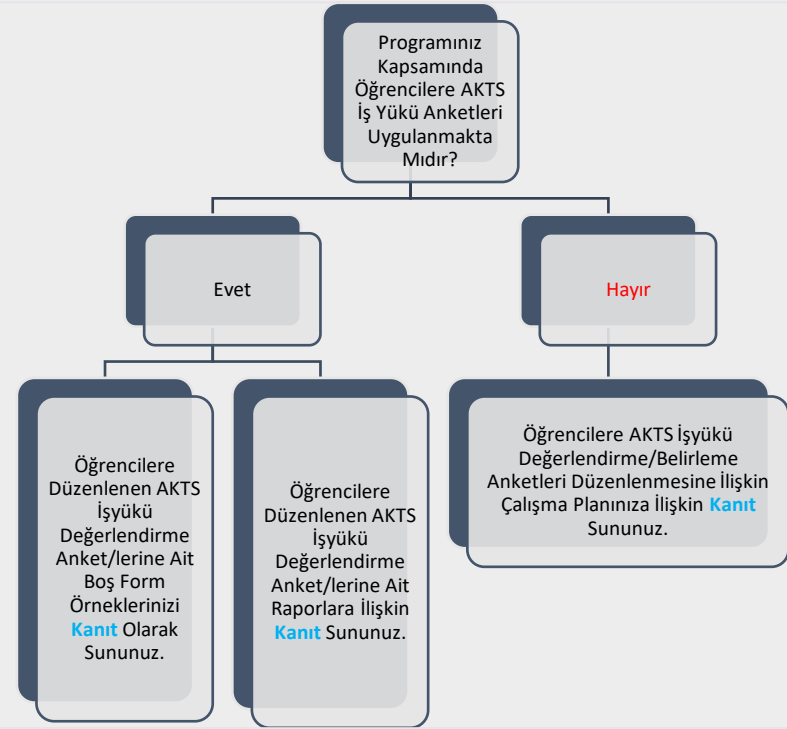 Programınız
Kapsamında
Öğrencilere AKTS
İş Yükü Anketleri
Uygulanmakta
Mıdır?
Evet
Hayır
Öğrencilere
Düzenlenen AKTS
İşyükü
Değerlendirme
Anket/lerine Ait
Boş Form
Örneklerinizi
Kanıt Olarak
Sununuz.
Öğrencilere
Düzenlenen AKTS
İşyükü
Değerlendirme
Anket/lerine Ait
Raporlara İlişkin
Kanıt Sununuz.
Öğrencilere AKTS İşyükü
Değerlendirme/Belirleme
Anketleri Düzenlenmesine İlişkin
Çalışma Planınıza İlişkin Kanıt
Sununuz.